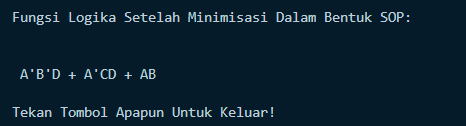 Fungsi Logika Setelah Minimisasi Dalam Bentuk SOP:
A'B'D + A'CD + AB
Tekan Tombol Apapun Untuk Keluar!